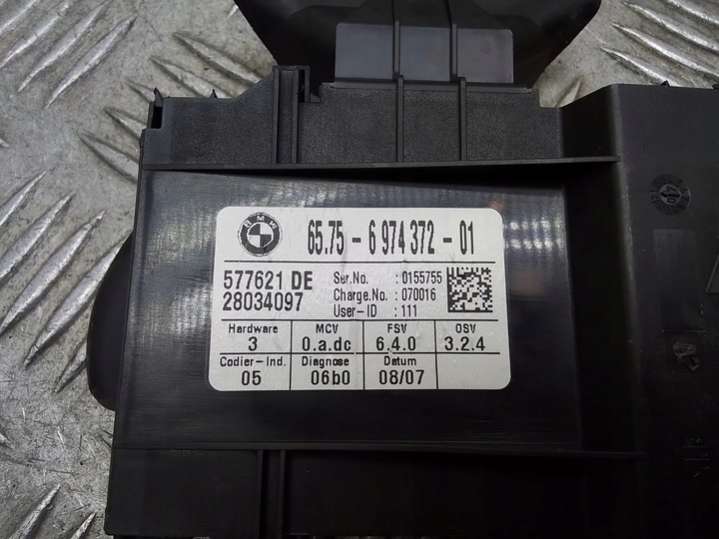 BMW
65.75 - 6 974 372 - 01
577621 DE
28034097
Ser.No. : 0155755
Charge.No. : 070016
User-ID : 111
Hardware MCV FSV OSV
3 0.a.dc 6.4.0 3.2.4
Codier-Ind. Diagnose Datum
05 06b0 08/07